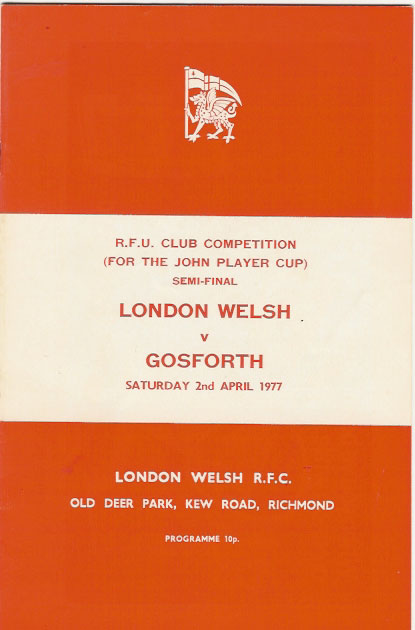 R.F.U. CLUB COMPETITION
(FOR THE JOHN PLAYER CUP)
SEMI-FINAL
LONDON WELSH
v
GOSFORTH
SATURDAY 2nd APRIL 1977
LONDON WELSH R.F.C.
OLD DEER PARK, KEW ROAD, RICHMOND
PROGRAMME 10p.